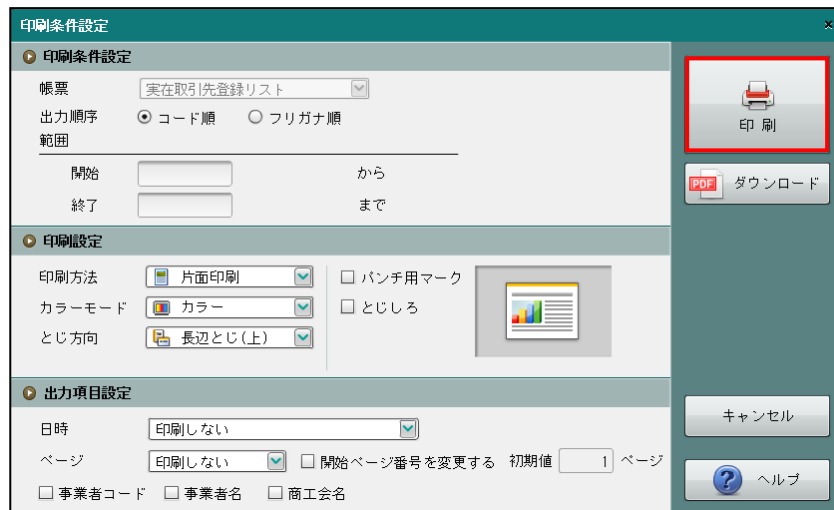 印刷条件設定 ×
印刷条件設定
帳票 実在取引先登録リスト
出力順序 コード順 フリガナ順
範囲
開始 から
終了 まで
印刷
PDF ダウンロード
印刷設定
印刷方法 片面印刷 パンチ用マーク
カラーモード カラー とじしろ
とじ方向 長辺とじ(上)
出力項目設定
日時 印刷しない
ページ 印刷しない 開始ページ番号を変更する 初期値 1 ページ
事業者コード 事業者名 商工会名
キャンセル
? ヘルプ